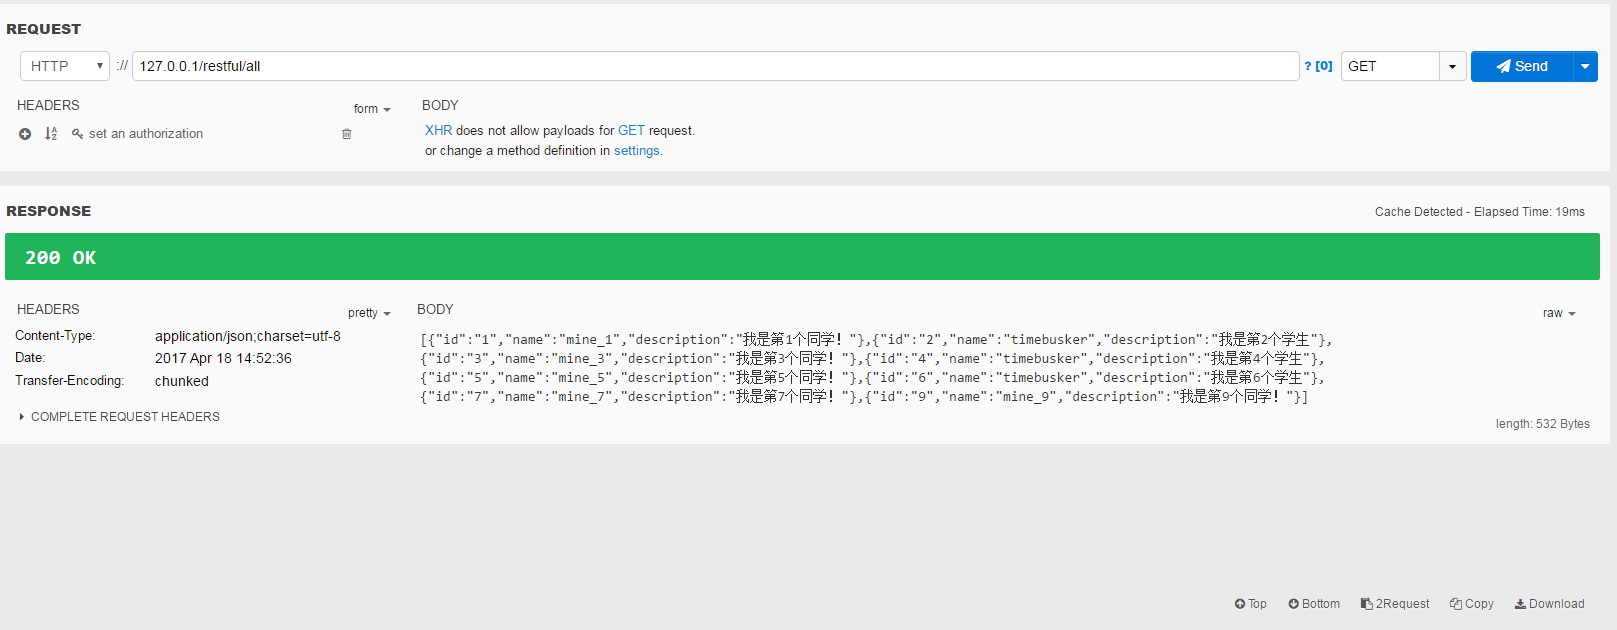 REQUEST
HTTP :// 127.0.0.1/restful/all ? [0] GET Send
HEADERS form BODY
set an authorization
XHR does not allow payloads for GET request.
or change a method definition in settings.
RESPONSE
Cache Detected - Elapsed Time: 19ms
200 OK
HEADERS pretty BODY raw
Content-Type: application/json;charset=utf-8
Date: 2017 Apr 18 14:52:36
Transfer-Encoding: chunked
COMPLETE REQUEST HEADERS
[{"id":"1","name":"mine_1","description":"我是第1个同学！"},{"id":"2","name":"timebusker","description":"我是第2个学生"},
{"id":"3","name":"mine_3","description":"我是第3个同学！"},{"id":"4","name":"timebusker","description":"我是第4个学生"},
{"id":"5","name":"mine_5","description":"我是第5个同学！"},{"id":"6","name":"timebusker","description":"我是第6个学生"},
{"id":"7","name":"mine_7","description":"我是第7个同学！"},{"id":"9","name":"mine_9","description":"我是第9个同学！"}]
length: 532 Bytes
Top Bottom 2Request Copy Download